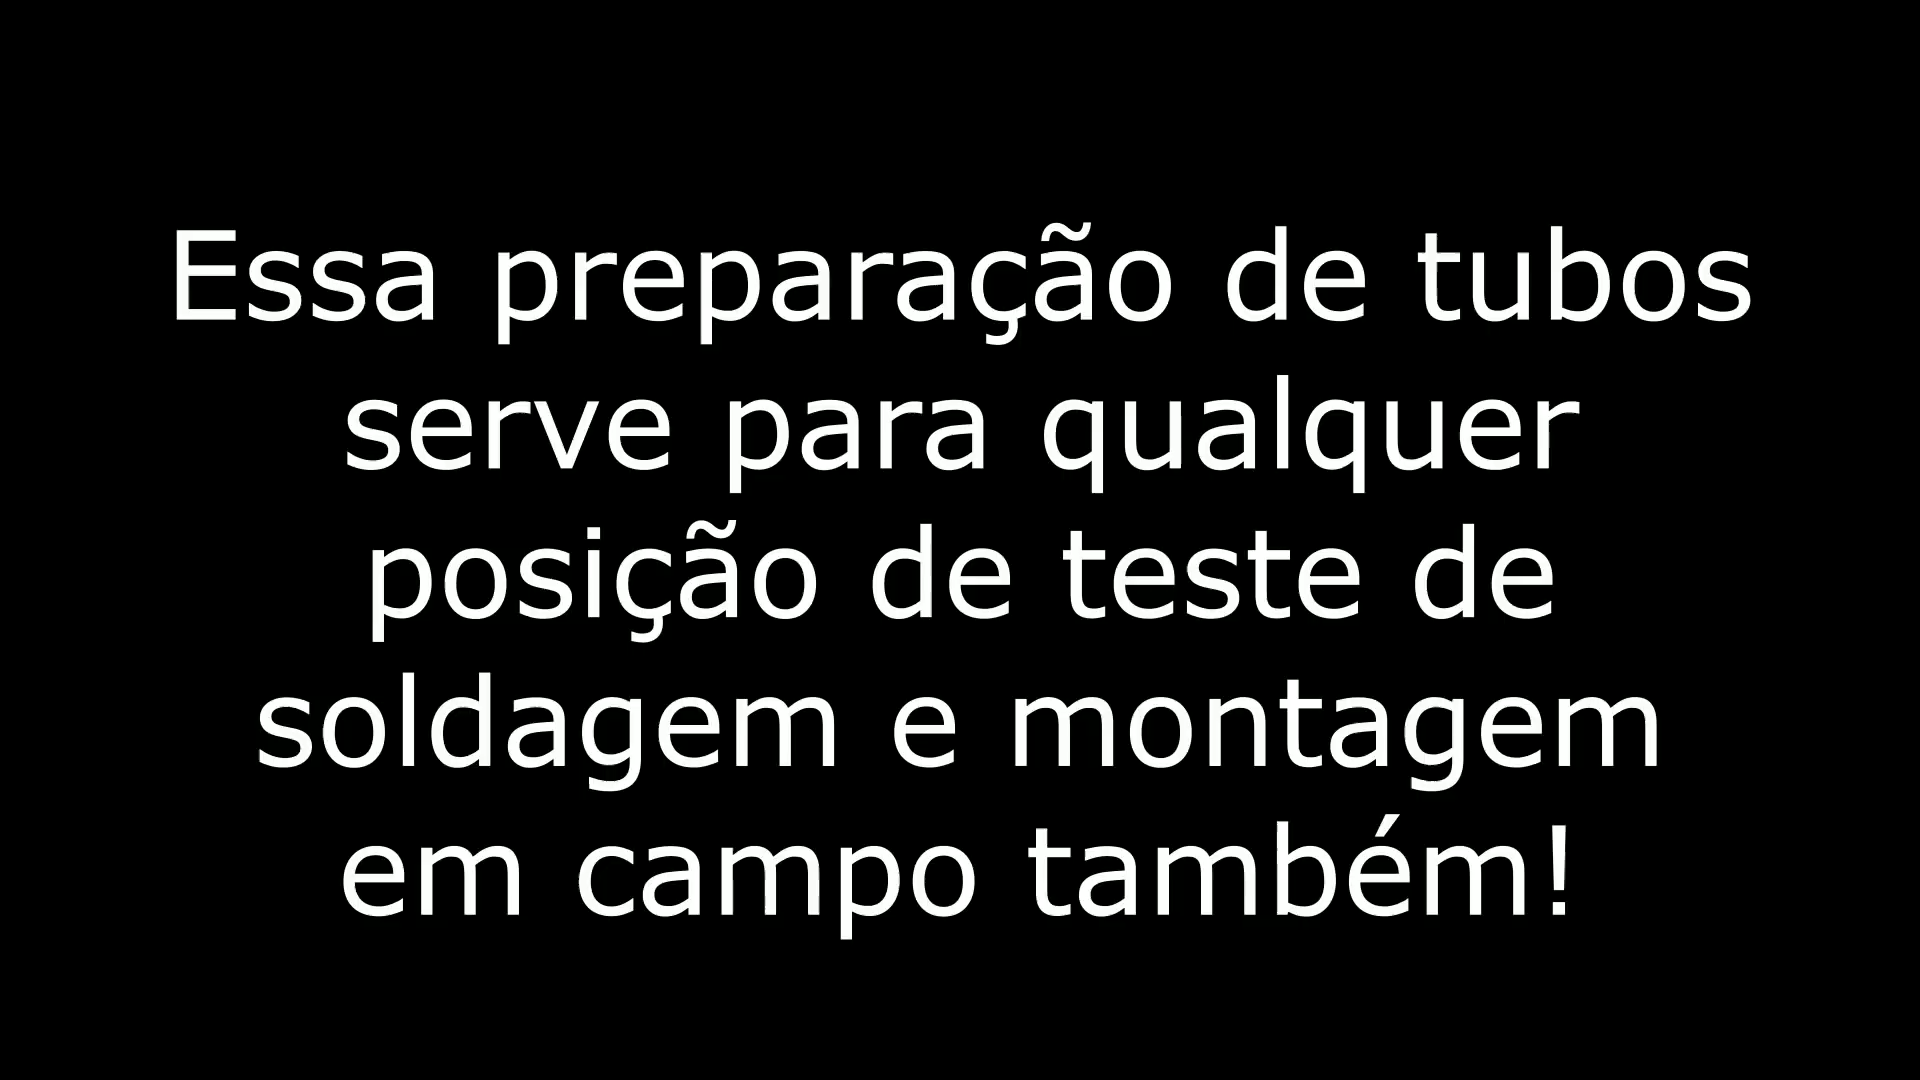 Essa preparação de tubos
serve para qualquer
posição de teste de
soldagem e montagem
em campo também!